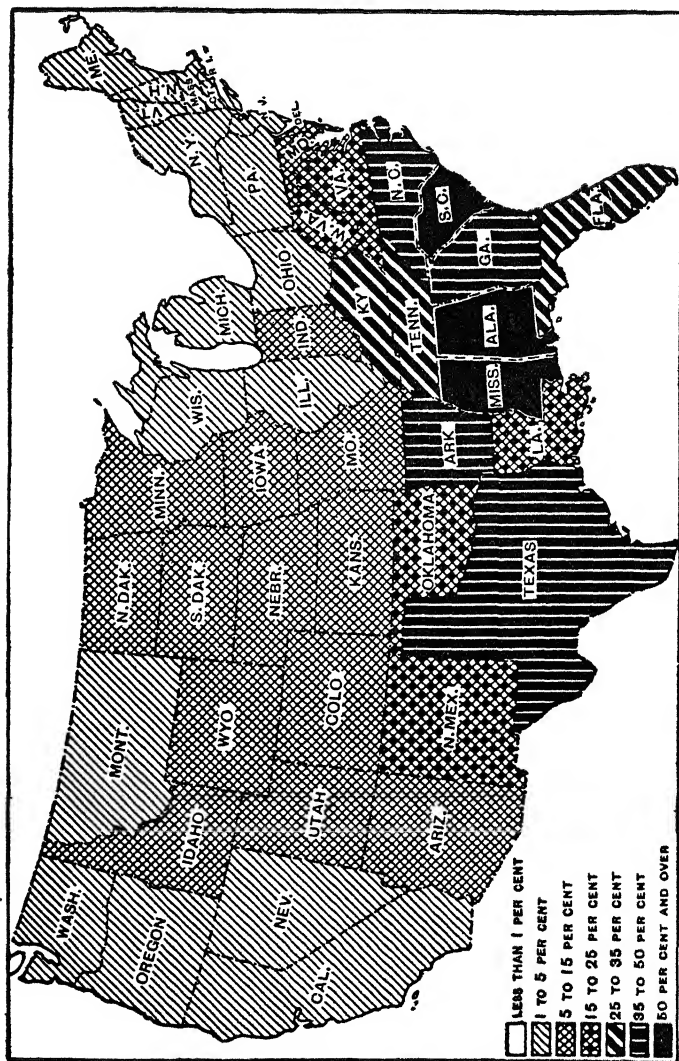 WASH.
OREGON
CAL.
NEV.
IDAHO
MONT.
WYO
UTAH
COLO
ARIZ.
N.MEX.
N.DAK.
S.DAK.
NEBR.
KANS.
OKLAHOMA
TEXAS
MINN.
IOWA
MO.
ARK
LA.
WIS.
ILL.
MICH.
IND.
OHIO
KY.
TENN.
MISS.
ALA.
GA.
FLA.
S.C.
N.C.
VA.
W.VA.
MD.
DEL.
PA.
N.Y.
J.
MASS
R.I.
ME.
LESS THAN 1 PER CENT
1 TO 5 PER CENT
5 TO 15 PER CENT
15 TO 25 PER CENT
25 TO 35 PER CENT
35 TO 50 PER CENT
50 PER CENT AND OVER